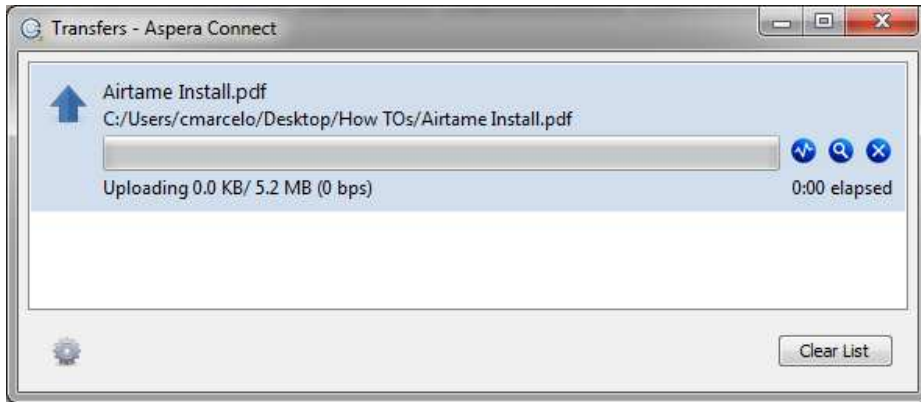 Transfers - Aspera Connect
Airtame Install.pdf
C:/Users/cmarcelo/Desktop/How TOs/Airtame Install.pdf
Uploading 0.0 KB/ 5.2 MB (0 bps)
0:00 elapsed
Clear List